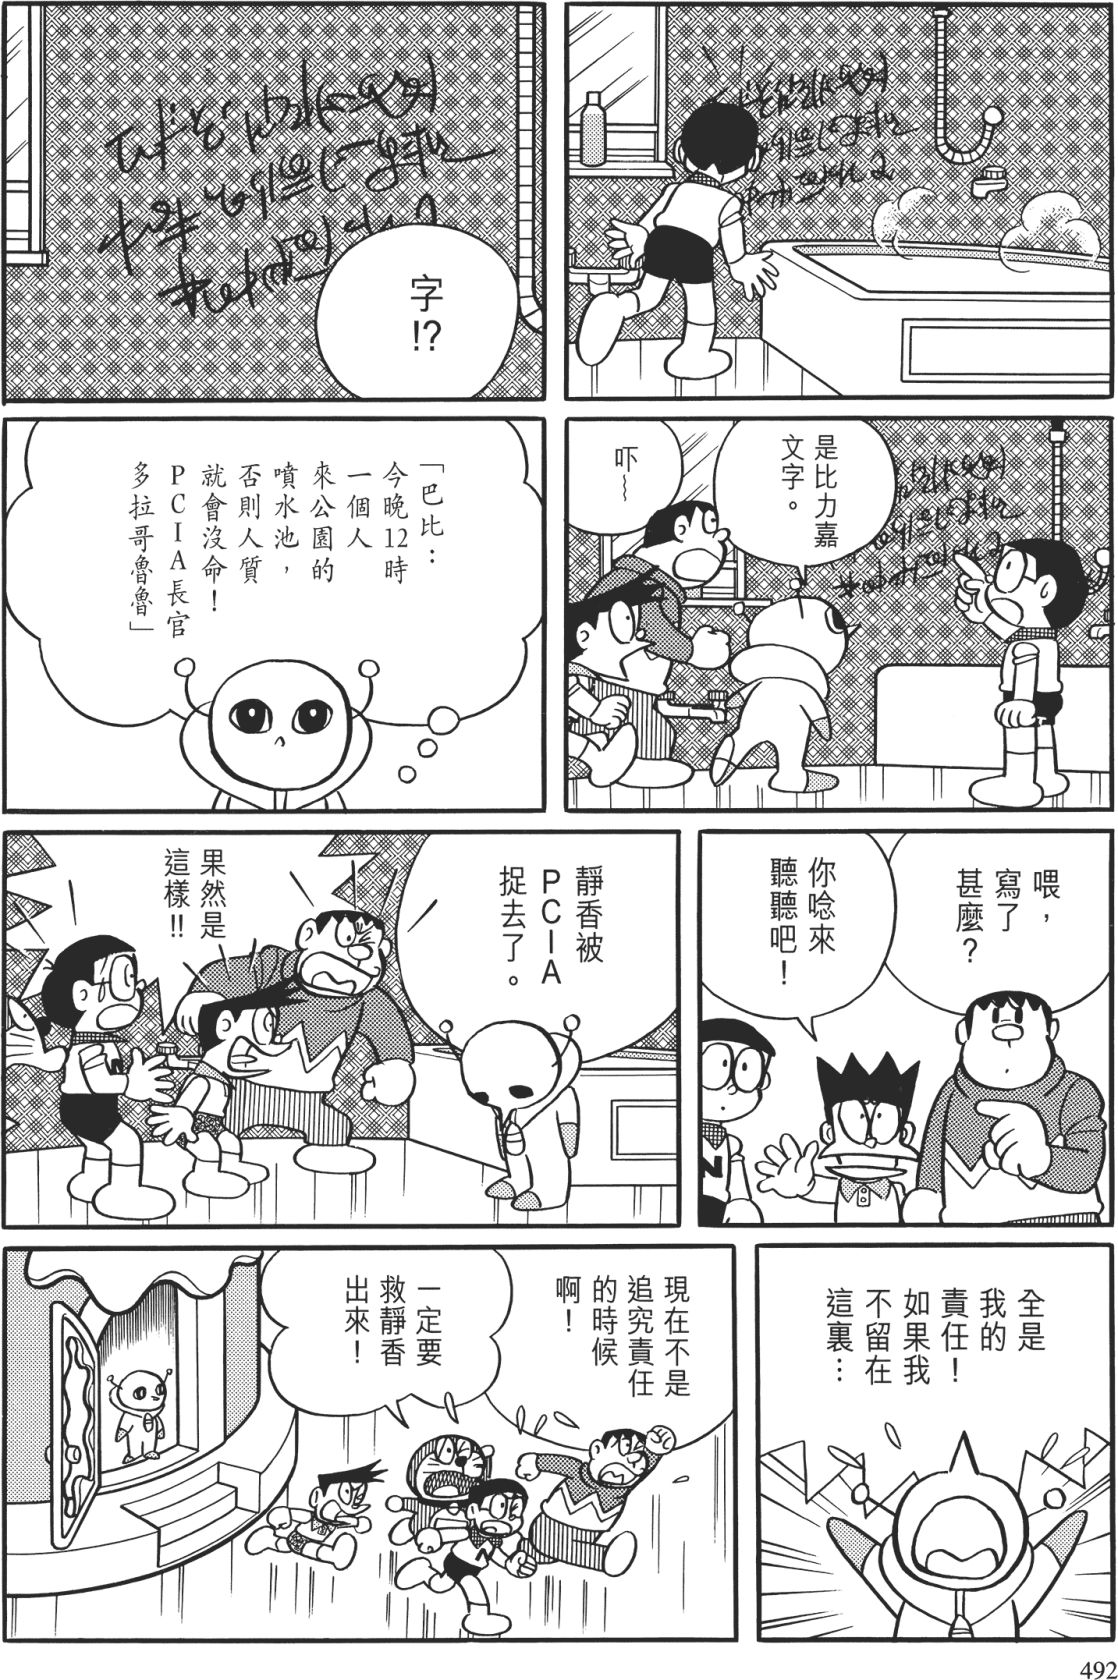 字!?
是比力嘉
文字。
吓～
「巴比：
今晚12時
一個人
來公園的
噴水池，
否則人質
就會沒命！
PCIA長官
多拉哥魯魯」
喂，
寫了
甚麼？
你唸來
聽聽吧！
靜香被
PCIA
捉去了。
果然是
這樣!!
全是
我的
責任！
如果我
不留在
這裏…
現在不是
追究責任
的時候
啊！
一定要
救靜香
出來！
N
N
N
492